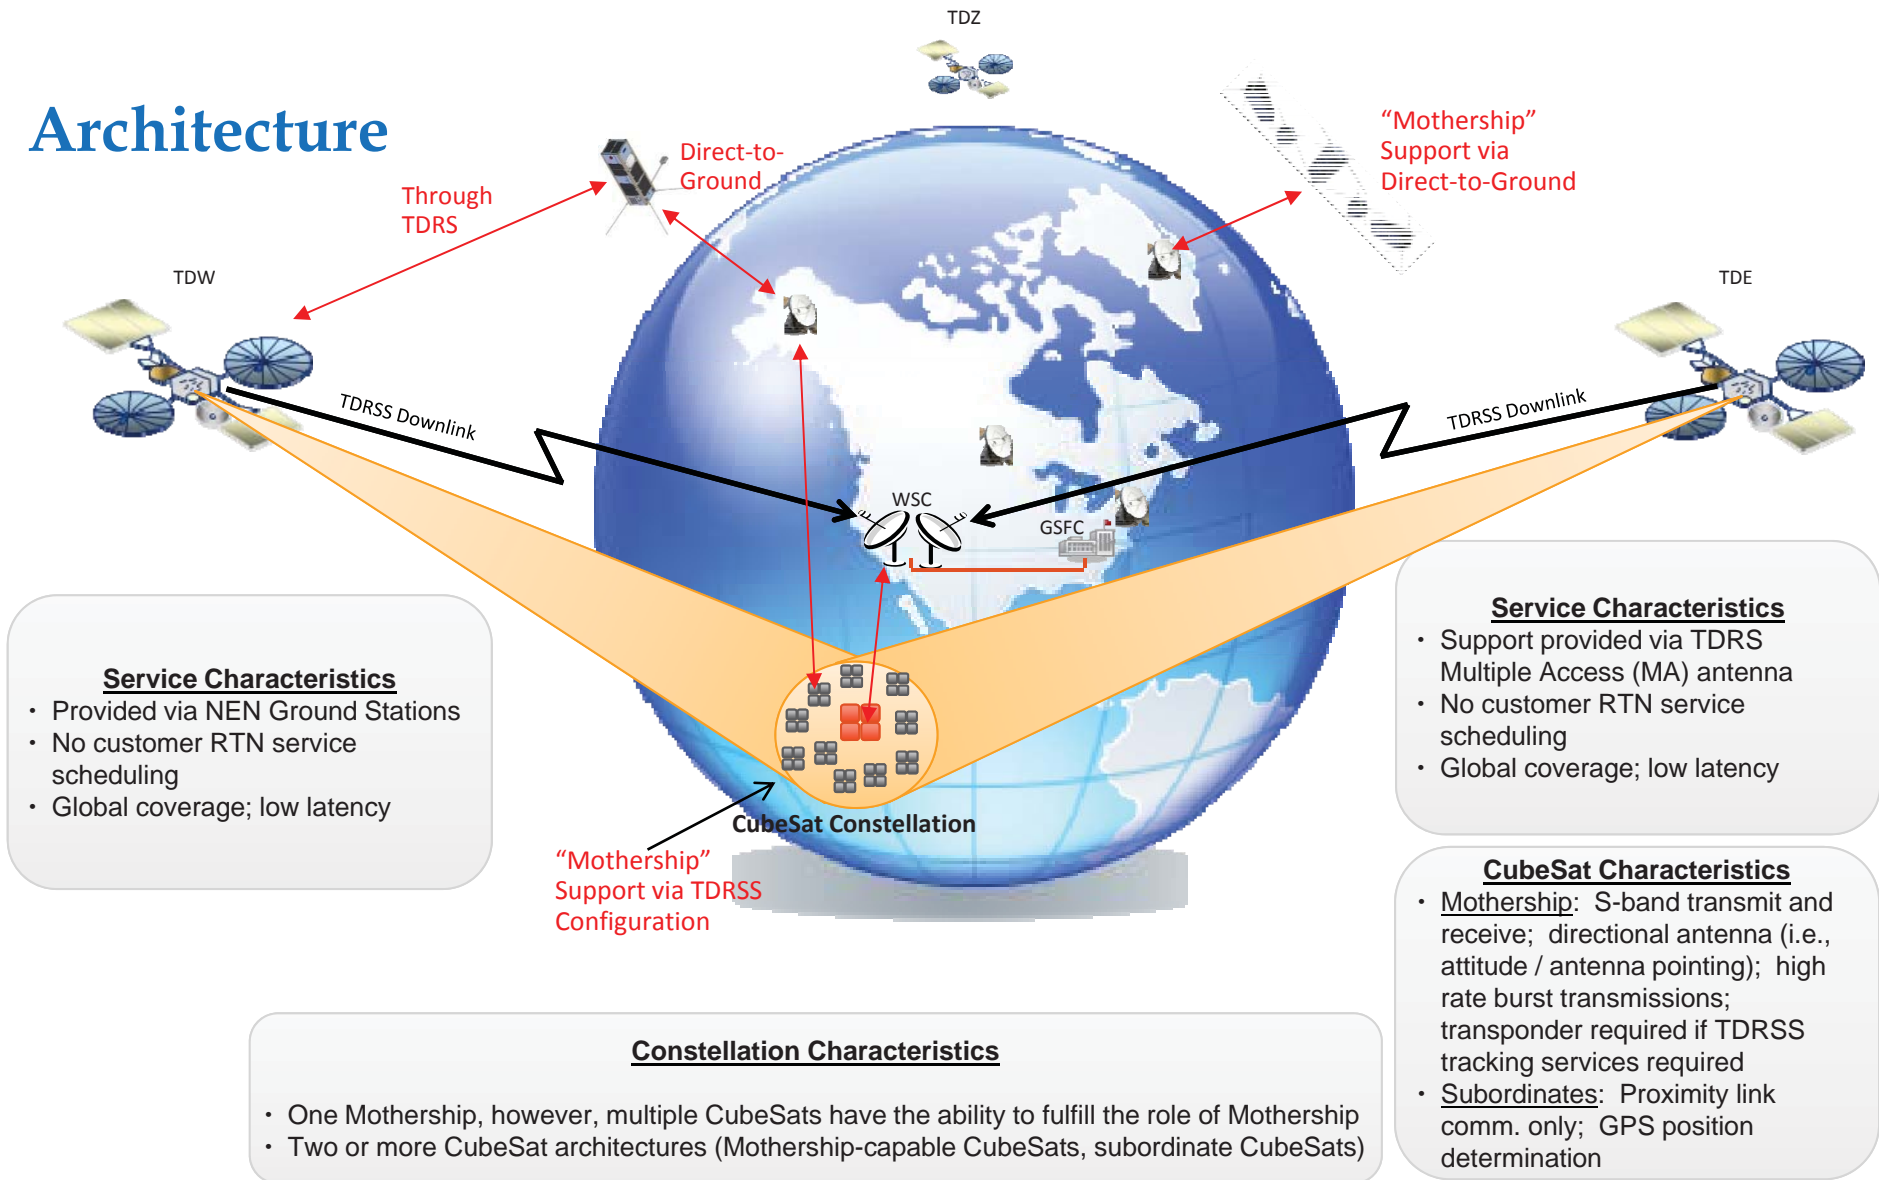 TDZ
Architecture
"Mothership"
Support via
Direct-to-Ground
Direct-to-
Ground
Through
TDRS
TDW
TDE
TDRSS Downlink
TDRSS Downlink
WSC
GSFC
Service Characteristics
• Provided via NEN Ground Stations
• No customer RTN service
scheduling
• Global coverage; low latency
Service Characteristics
• Support provided via TDRS
Multiple Access (MA) antenna
• No customer RTN service
scheduling
• Global coverage; low latency
CubeSat Constellation
“Mothership”
Support via TDRSS
Configuration
CubeSat Characteristics
• Mothership: S-band transmit and
receive; directional antenna (i.e.,
attitude / antenna pointing); high
rate burst transmissions;
transponder required if TDRSS
tracking services required
• Subordinates: Proximity link
comm. only; GPS position
determination
Constellation Characteristics
• One Mothership, however, multiple CubeSats have the ability to fulfill the role of Mothership
• Two or more CubeSat architectures (Mothership-capable CubeSats, subordinate CubeSats)